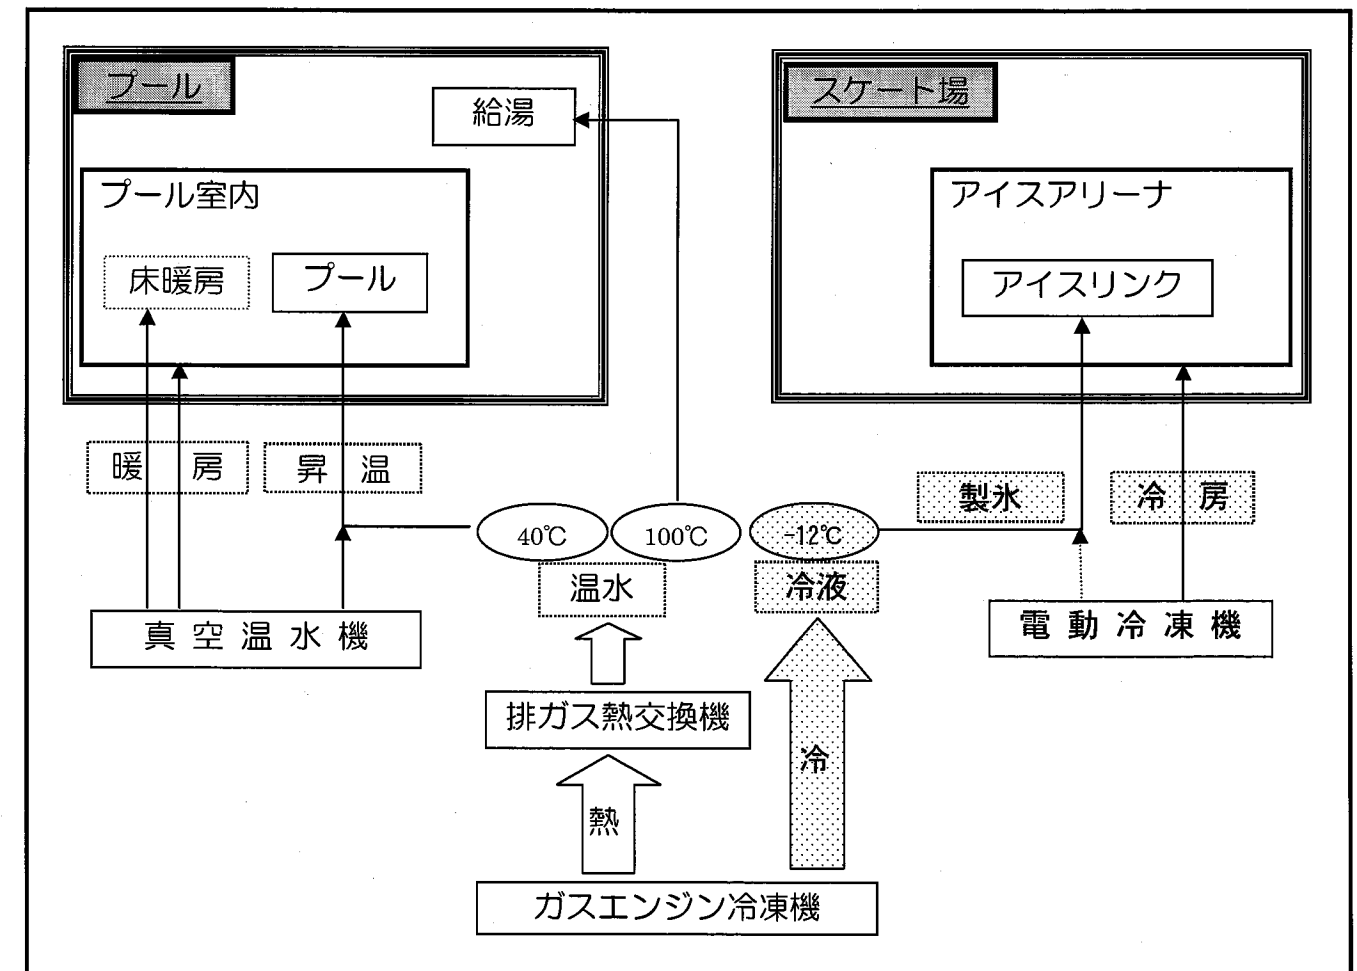 プール
給湯
プール室内
床暖房
プール
スケート場
アイスアリーナ
アイスリンク
暖 房
昇 温
製氷
冷 房
40℃
100℃
-12℃
温水
冷液
真空温水機
電動冷凍機
排ガス熱交換機
熱
冷
ガスエンジン冷凍機